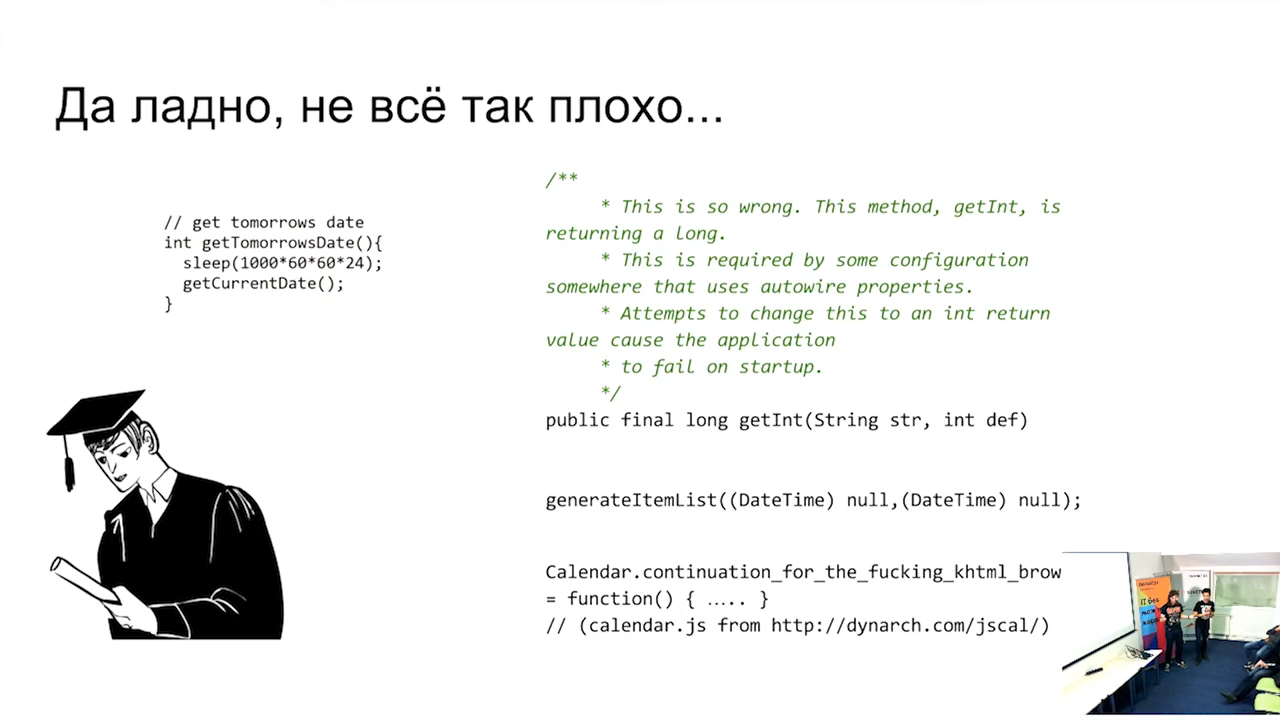 Да ладно, не всё так плохо...
// get tomorrows date
int getTomorrowsDate(){
sleep(1000*60*60*24);
getCurrentDate();
}
/**
* This is so wrong. This method, getInt, is
returning a long.
* This is required by some configuration
somewhere that uses autowire properties.
* Attempts to change this to an int return
value cause the application
* to fail on startup.
*/
public final long getInt(String str, int def)
generateItemList((DateTime) null,(DateTime) null);
Calendar.continuation_for_the_fucking_khtml_brow
= function() { ….. }
// (calendar.js from http://dynarch.com/jscal/)
IT без